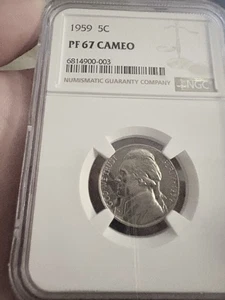 1959 5C
PF 67 CAMEO
6814900-003
NUMISMATIC GUARANTY COMPANY
NGC